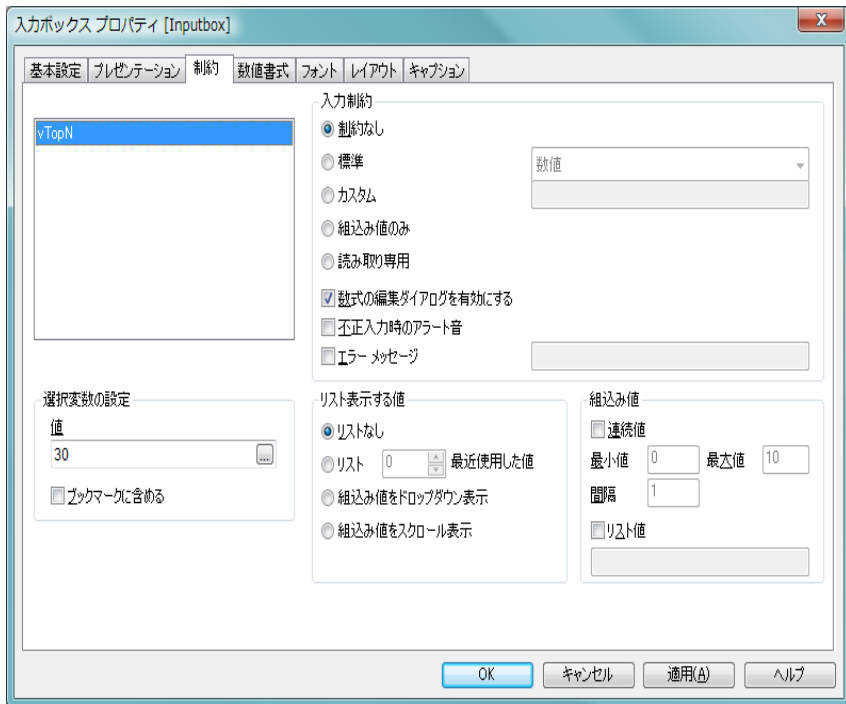 入力ボックス プロパティ [Inputbox]
基本設定 プレゼンテーション 制約 数値書式 フォント レイアウト キャプション
vTopN
入力制約
制約なし
標準 数値
カスタム
組込み値のみ
読み取り専用
数式の編集ダイアログを有効にする
不正入力時のアラート音
エラー メッセージ
選択変数の設定
値
30 ...
ブックマークに含める
リスト表示する値
リストなし
リスト 0 最近使用した値
組込み値をドロップダウン表示
組込み値をスクロール表示
組込み値
連続値
最小値 0 最大値 10
間隔 1
リスト値
OK キャンセル 適用(A) ヘルプ